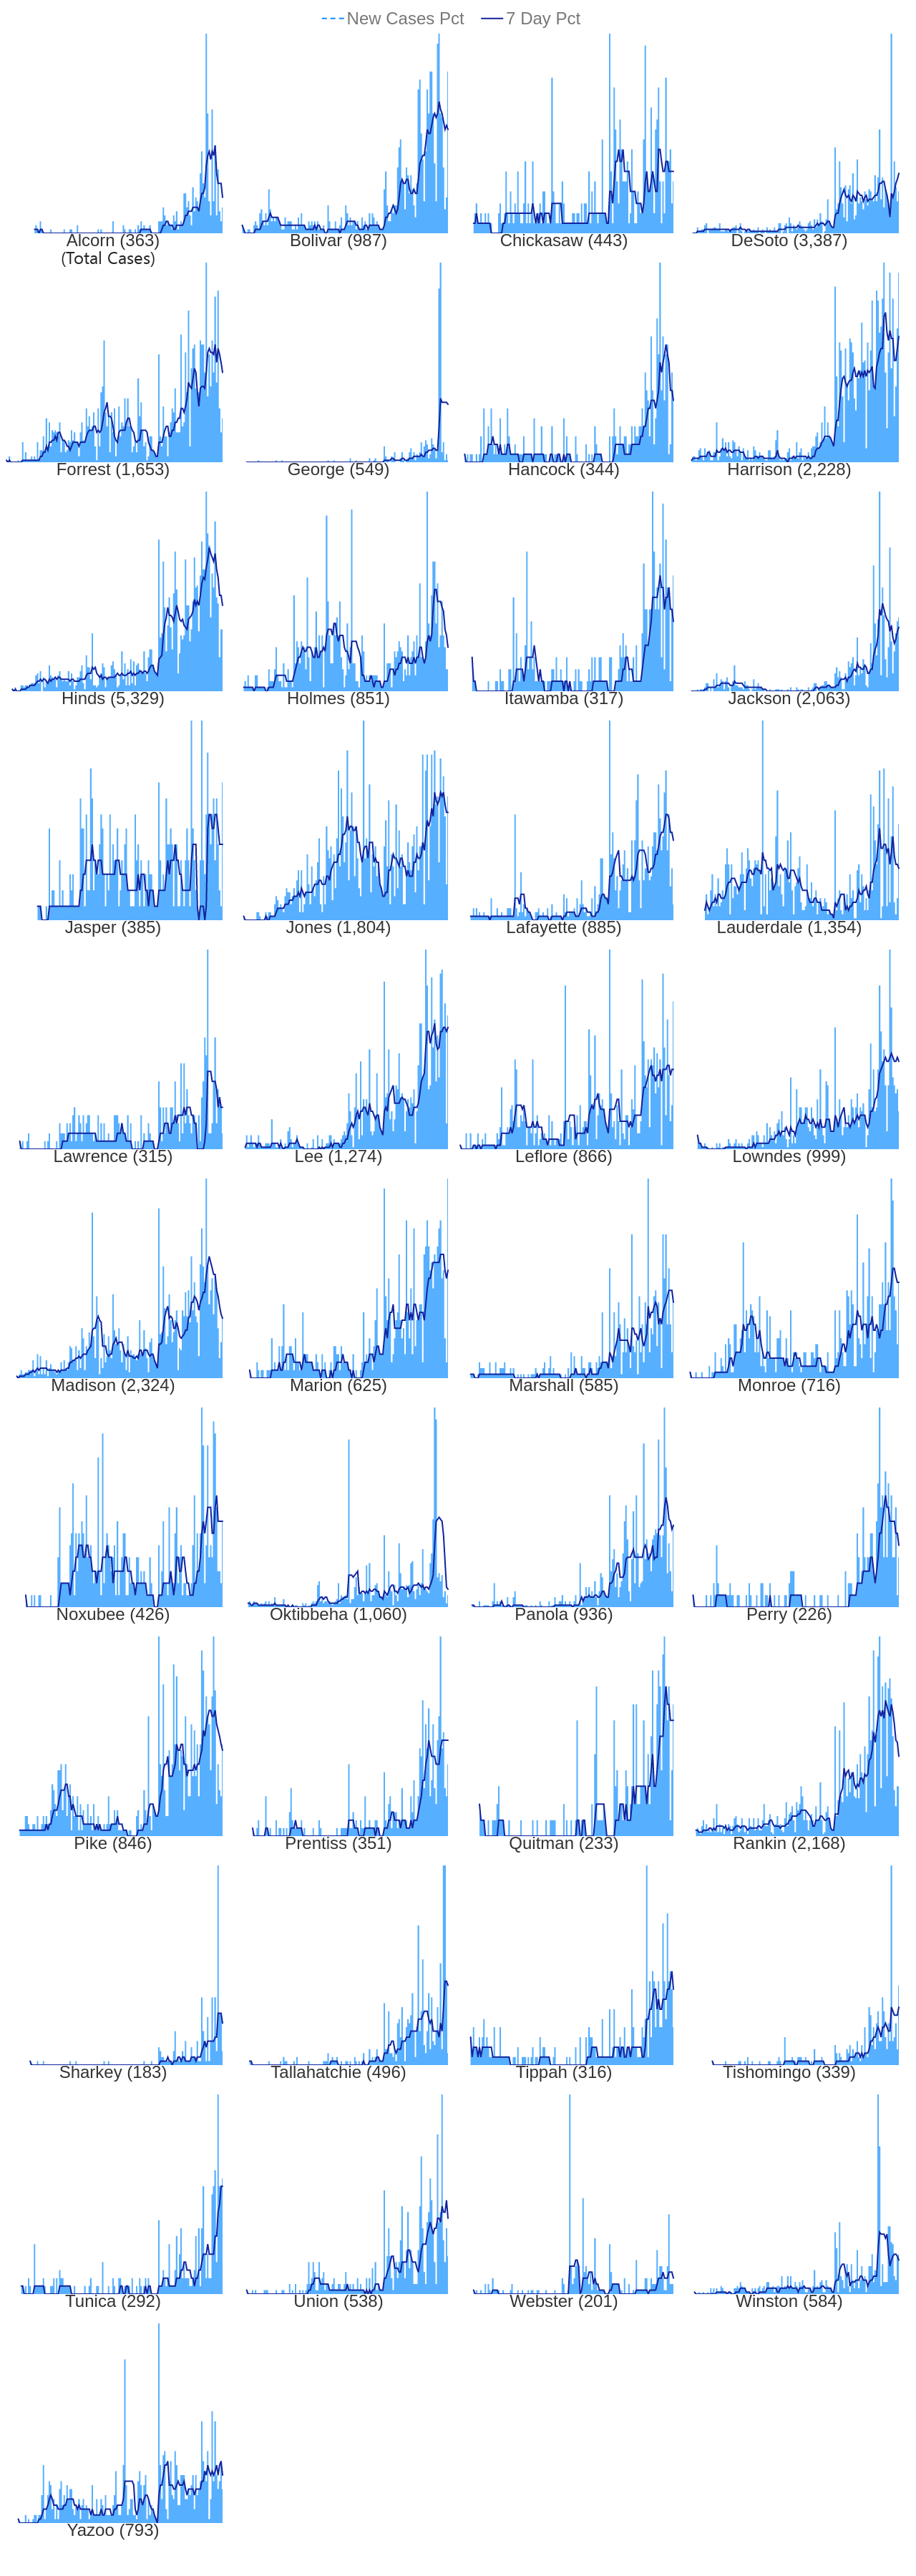 New Cases Pct 7 Day Pct
Alcorn (363) Bolivar (987) Chickasaw (443) DeSoto (3,387)
(Total Cases)
Forrest (1,653) George (549) Hancock (344) Harrison (2,228)
Hinds (5,329) Holmes (851) Itawamba (317) Jackson (2,063)
Jasper (385) Jones (1,804) Lafayette (885) Lauderdale (1,354)
Lawrence (315) Lee (1,274) Leflore (866) Lowndes (999)
Madison (2,324) Marion (625) Marshall (585) Monroe (716)
Noxubee (426) Oktibbeha (1,060) Panola (936) Perry (226)
Pike (846) Prentiss (351) Quitman (233) Rankin (2,168)
Sharkey (183) Tallahatchie (496) Tippah (316) Tishomingo (339)
Tunica (292) Union (538) Webster (201) Winston (584)
Yazoo (793)